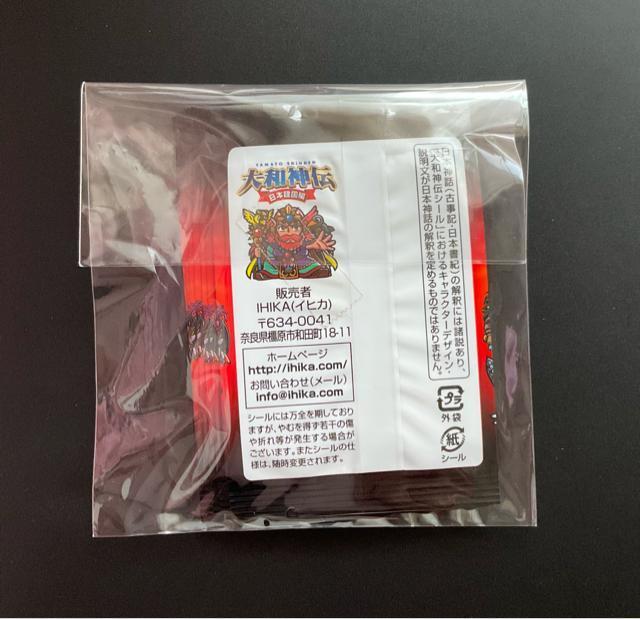 YAMATO SHINDEN
大和神伝
日本建国編
販売者
IHIKA(イヒカ)
〒634-0041
奈良県橿原市和田町18-11
ホームページ
http://ihika.com/
お問い合わせ(メール)
info@ihika.com
シールには万全を期しており
ますが、やむを得ず若干の傷
や折れ等が発生する場合が
ございます。またシールの仕
様は、随時変更されます。
日本神話(古事記・日本書紀)の解釈には諸説あり、
「大和神伝シール」におけるキャラクターデザイン・
説明文が日本神話の解釈を定めるものではありません。
プラ
外袋
紙
シール